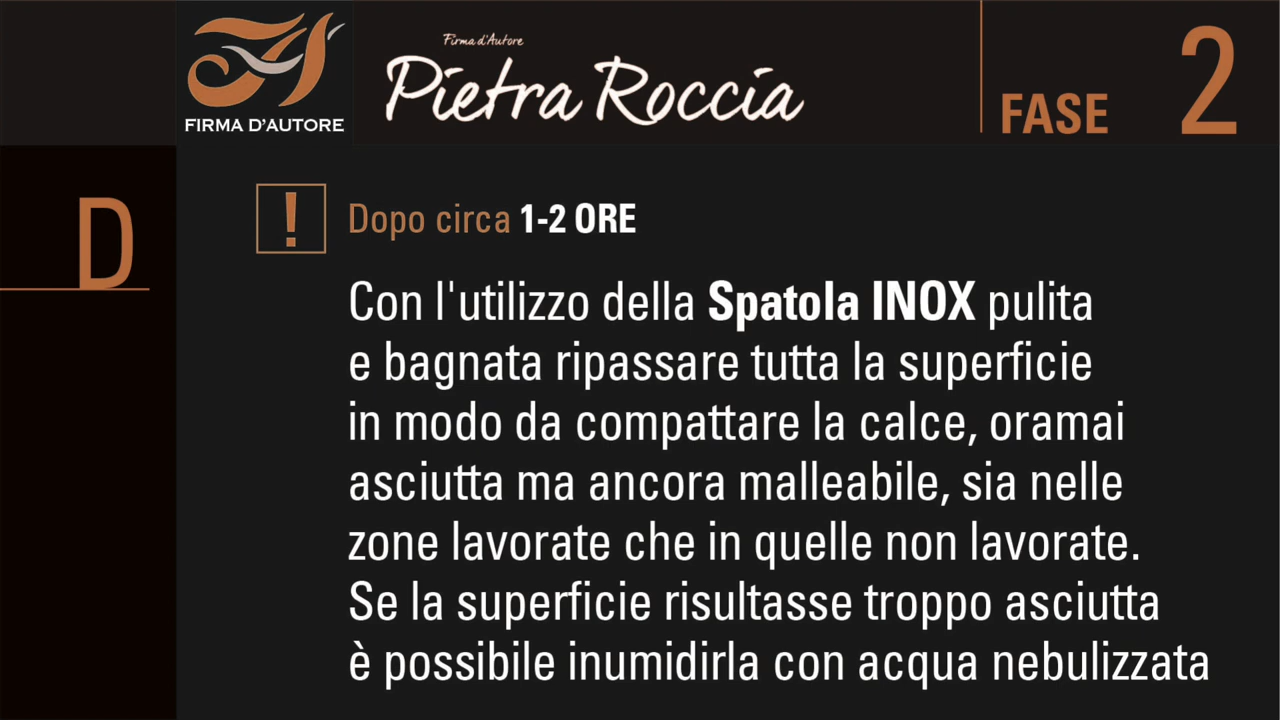 FIRMA D'AUTORE
Firma d'Autore
Pietra Roccia
FASE 2
D
!
Dopo circa 1-2 ORE
Con l'utilizzo della Spatola INOX pulita
e bagnata ripassare tutta la superficie
in modo da compattare la calce, oramai
asciutta ma ancora malleabile, sia nelle
zone lavorate che in quelle non lavorate.
Se la superficie risultasse troppo asciutta
è possibile inumidirla con acqua nebulizzata